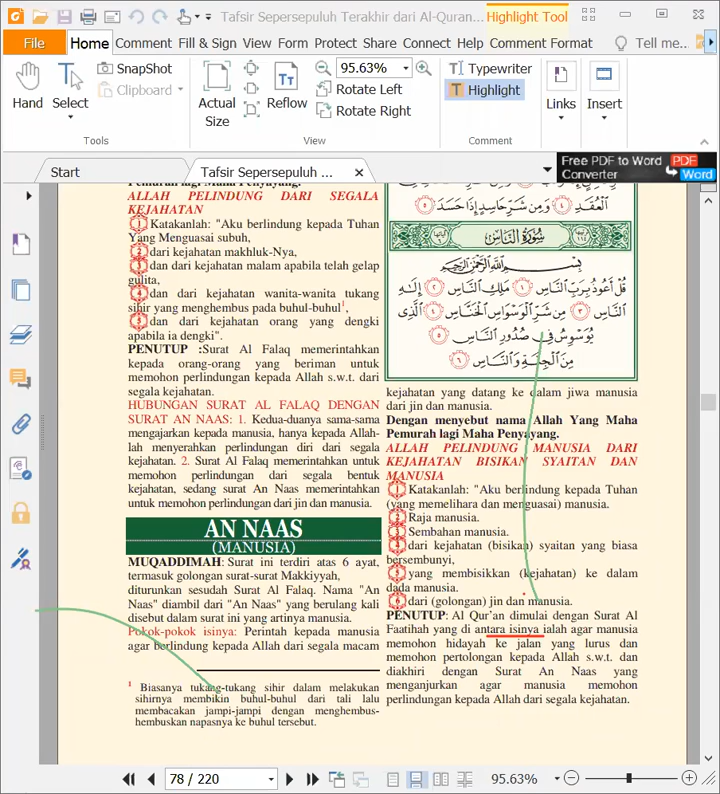 Tafsir Sepersepuluh Terakhir dari Al-Quran...
Highlight Tool
File
Home
Comment
Fill & Sign
View
Form
Protect
Share
Connect
Help
Comment Format
Tell me...
Hand
Select
SnapShot
Clipboard
Tools
Actual
Size
Reflow
95.63%
Rotate Left
Rotate Right
View
Typewriter
Highlight
Comment
Links
Insert
Start
Tafsir Sepersepuluh ...
Free PDF to Word
Converter
PDF
Word
Pemurah lagi Maha Penyayang.
ALLAH PELINDUNG DARI SEGALA
KEJAHATAN
1 Katakanlah: "Aku berlindung kepada Tuhan
Yang Menguasai subuh,
2 dari kejahatan makhluk-Nya,
3 dan dari kejahatan malam apabila telah gelap
gulita,
4 dan dari kejahatan wanita-wanita tukang
sihir yang menghembus pada buhul-buhul¹,
5 dan dari kejahatan orang yang dengki
apabila ia dengki".
PENUTUP :Surat Al Falaq memerintahkan
kepada orang-orang yang beriman untuk
memohon perlindungan kepada Allah s.w.t. dari
segala kejahatan.
HUBUNGAN SURAT AL FALAQ DENGAN
SURAT AN NAAS: 1. Kedua-duanya sama-sama
mengajarkan kepada manusia, hanya kepada Allah-
lah menyerahkan perlindungan diri dari segala
kejahatan. 2. Surat Al Falaq memerintahkan untuk
memohon perlindungan dari segala bentuk
kejahatan, sedang surat An Naas memerintahkan
untuk memohon perlindungan dari jin dan manusia.
AN NAAS
(MANUSIA)
MUQADDIMAH: Surat ini terdiri atas 6 ayat,
termasuk golongan surat-surat Makkiyyah,
diturunkan sesudah Surat Al Falaq. Nama "An
Naas" diambil dari "An Naas" yang berulang kali
disebut dalam surat ini yang artinya manusia.
Pokok-pokok isinya: Perintah kepada manusia
agar berlindung kepada Allah dari segala macam
¹ Biasanya tukang-tukang sihir dalam melakukan
sihirnya membikin buhul-buhul dari tali lalu
membacakan jampi-jampi dengan menghembus-
hembuskan napasnya ke buhul tersebut.
الْعُقَدِ ٤ وَمِن شَرِّ حَاسِدٍ إِذَا حَسَدَ ٥
سُورَةُ النَّاسِ
بِسْمِ اللَّهِ الرَّحْمَٰنِ الرَّحِيمِ
قُلْ أَعُوذُ بِرَبِّ النَّاسِ ١ مَلِكِ النَّاسِ ٢ إِلَٰهِ
النَّاسِ ٣ مِن شَرِّ الْوَسْوَاسِ الْخَنَّاسِ ٤ الَّذِي
يُوَسْوِسُ فِي صُدُورِ النَّاسِ ٥
مِنَ الْجِنَّةِ وَالنَّاسِ ٦
kejahatan yang datang ke dalam jiwa manusia
dari jin dan manusia.
Dengan menyebut nama Allah Yang Maha
Pemurah lagi Maha Penyayang.
ALLAH PELINDUNG MANUSIA DARI
KEJAHATAN BISIKAN SYAITAN DAN
MANUSIA
1 Katakanlah: "Aku berlindung kepada Tuhan
(yang memelihara dan menguasai) manusia.
2 Raja manusia.
3 Sembahan manusia.
4 dari kejahatan (bisikan) syaitan yang biasa
bersembunyi,
5 yang membisikkan (kejahatan) ke dalam
dada manusia.
6 dari (golongan) jin dan manusia.
PENUTUP: Al Qur'an dimulai dengan Surat Al
Faatihah yang di antara isinya ialah agar manusia
memohon hidayah ke jalan yang lurus dan
memohon pertolongan kepada Allah s.w.t. dan
diakhiri dengan Surat An Naas yang
menganjurkan agar manusia memohon
perlindungan kepada Allah dari segala kejahatan.
78 / 220
95.63%